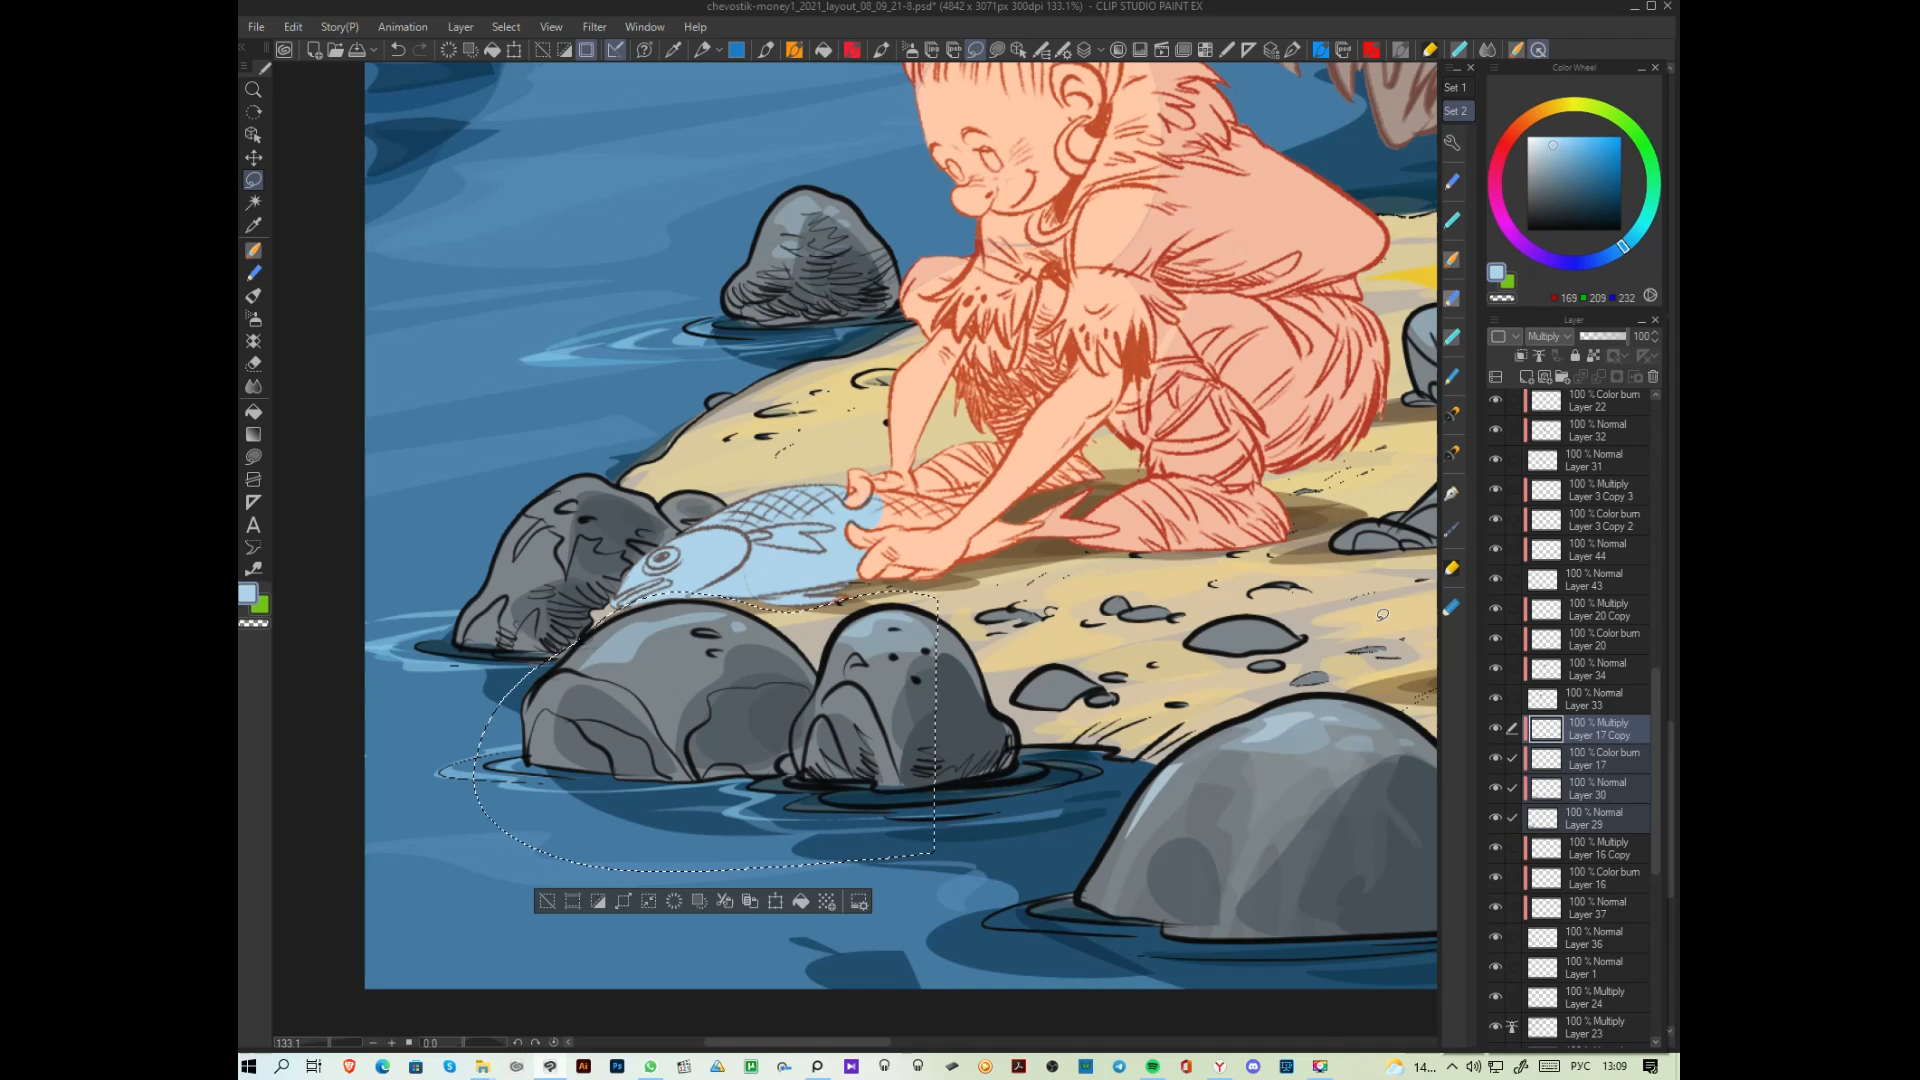 chevostik-money1_2021_layout_08_09_21-8.psd* (4842 x 3071px 300dpi 133.1%) - CLIP STUDIO PAINT EX
File Edit Story(P) Animation Layer Select View Filter Window Help
Set 1
Set 2
Color Wheel
169 209 232
Layer
Multiply 100
100 % Color burn
Layer 22
100 % Normal
Layer 32
100 % Normal
Layer 31
100 % Multiply
Layer 3 Copy 3
100 % Color burn
Layer 3 Copy 2
100 % Normal
Layer 44
100 % Normal
Layer 43
100 % Multiply
Layer 20 Copy
100 % Color burn
Layer 20
100 % Normal
Layer 34
100 % Normal
Layer 33
100 % Multiply
Layer 17 Copy
100 % Color burn
Layer 17
100 % Normal
Layer 30
100 % Normal
Layer 29
100 % Multiply
Layer 16 Copy
100 % Color burn
Layer 16
100 % Normal
Layer 37
100 % Normal
Layer 36
100 % Normal
Layer 1
100 % Multiply
Layer 24
100 % Multiply
Layer 23
133.1 0.0
14... РУС 13:09